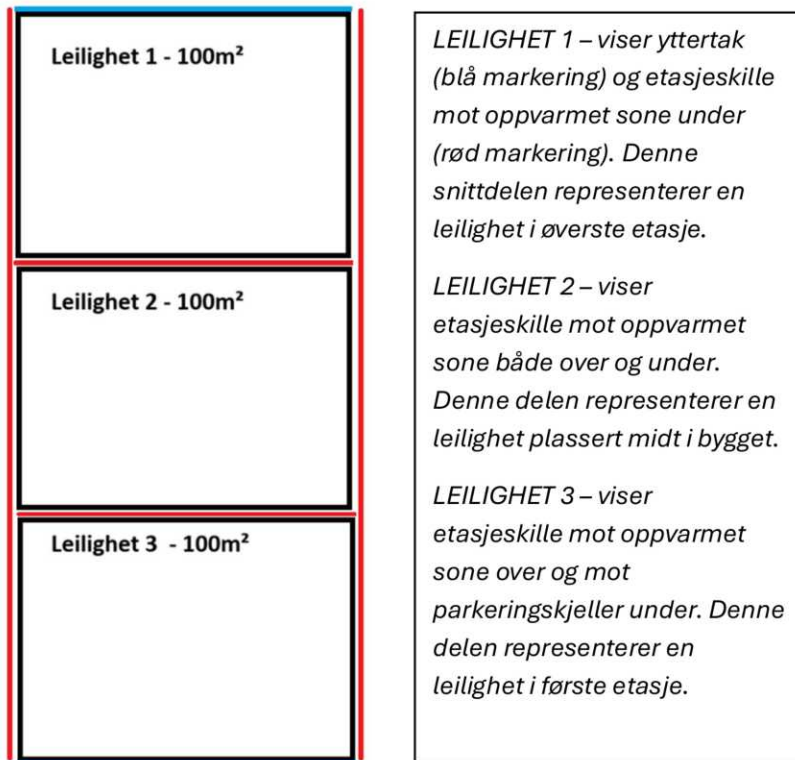 Leilighet 1 - 100m²
Leilighet 2 - 100m²
Leilighet 3 - 100m²
LEILIGHET 1 – viser yttertak
(blå markering) og etasjeskille
mot oppvarmet sone under
(rød markering). Denne
snittdelen representerer en
leilighet i øverste etasje.
LEILIGHET 2 – viser
etasjeskille mot oppvarmet
sone både over og under.
Denne delen representerer en
leilighet plassert midt i bygget.
LEILIGHET 3 – viser
etasjeskille mot oppvarmet
sone over og mot
parkeringskjeller under. Denne
delen representerer en
leilighet i første etasje.